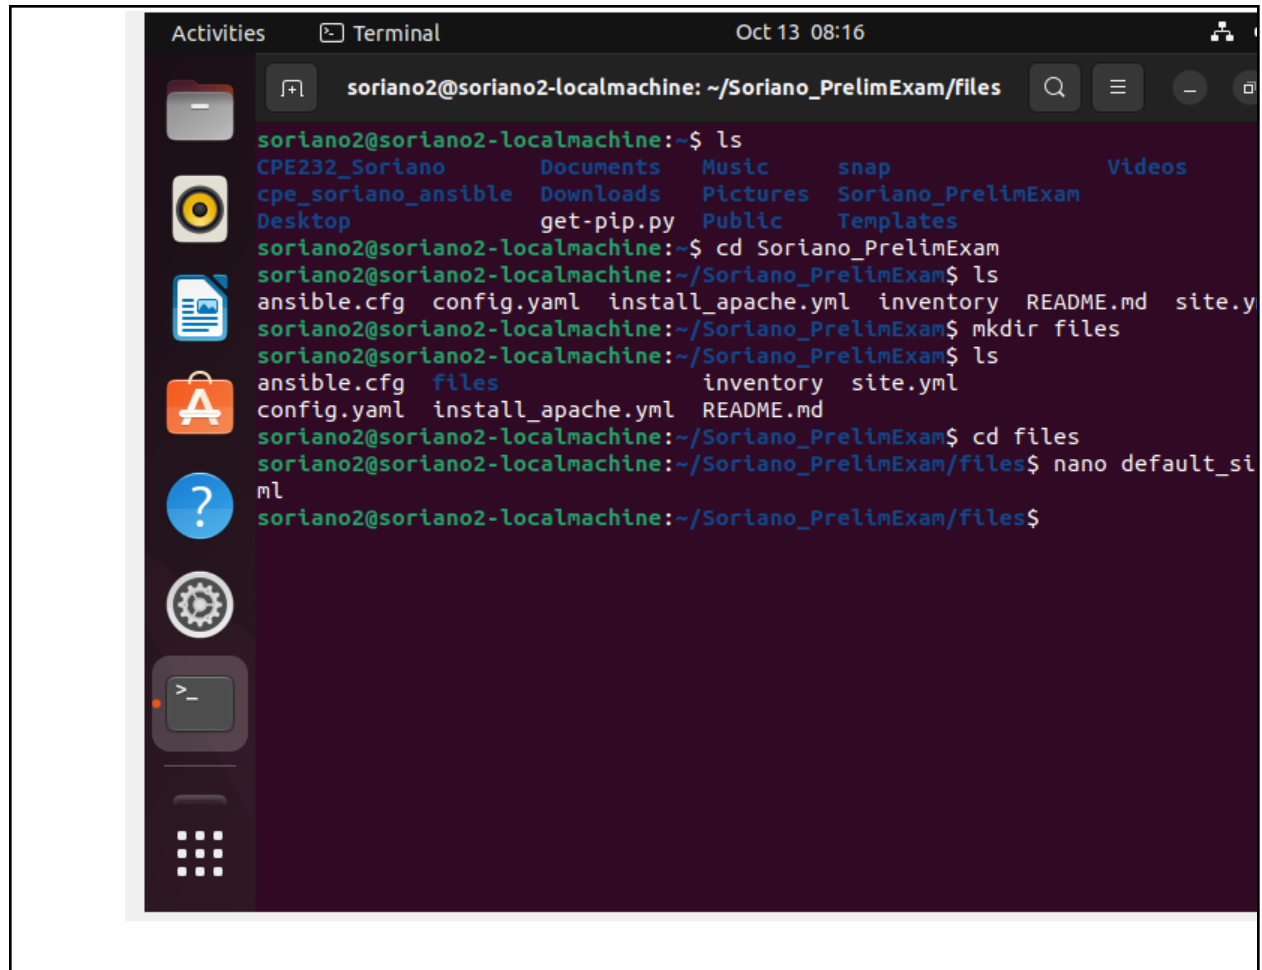 Activities Terminal Oct 13 08:16
soriano2@soriano2-localmachine: ~/Soriano_PrelimExam/files
soriano2@soriano2-localmachine:~$ ls
CPE232_Soriano Documents Music snap Videos
cpe_soriano_ansible Downloads Pictures Soriano_PrelimExam
Desktop get-pip.py Public Templates
soriano2@soriano2-localmachine:~$ cd Soriano_PrelimExam
soriano2@soriano2-localmachine:~/Soriano_PrelimExam$ ls
ansible.cfg config.yaml install_apache.yml inventory README.md site.y
soriano2@soriano2-localmachine:~/Soriano_PrelimExam$ mkdir files
soriano2@soriano2-localmachine:~/Soriano_PrelimExam$ ls
ansible.cfg files inventory site.yml
config.yaml install_apache.yml README.md
soriano2@soriano2-localmachine:~/Soriano_PrelimExam$ cd files
soriano2@soriano2-localmachine:~/Soriano_PrelimExam/files$ nano default_si
ml
soriano2@soriano2-localmachine:~/Soriano_PrelimExam/files$